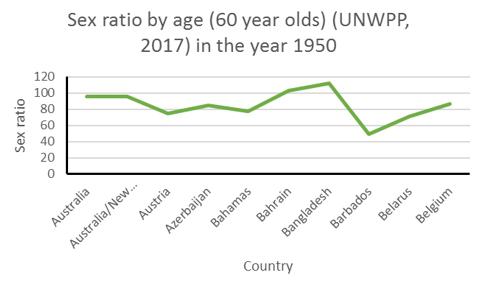 Sex ratio by age (60 year olds) (UNWPP,
2017) in the year 1950
120
100
80
60
40
20
0
Sex ratio
Australia
Australia/New...
Austria
Azerbaijan
Bahamas
Bahrain
Bangladesh
Barbados
Belarus
Belgium
Country